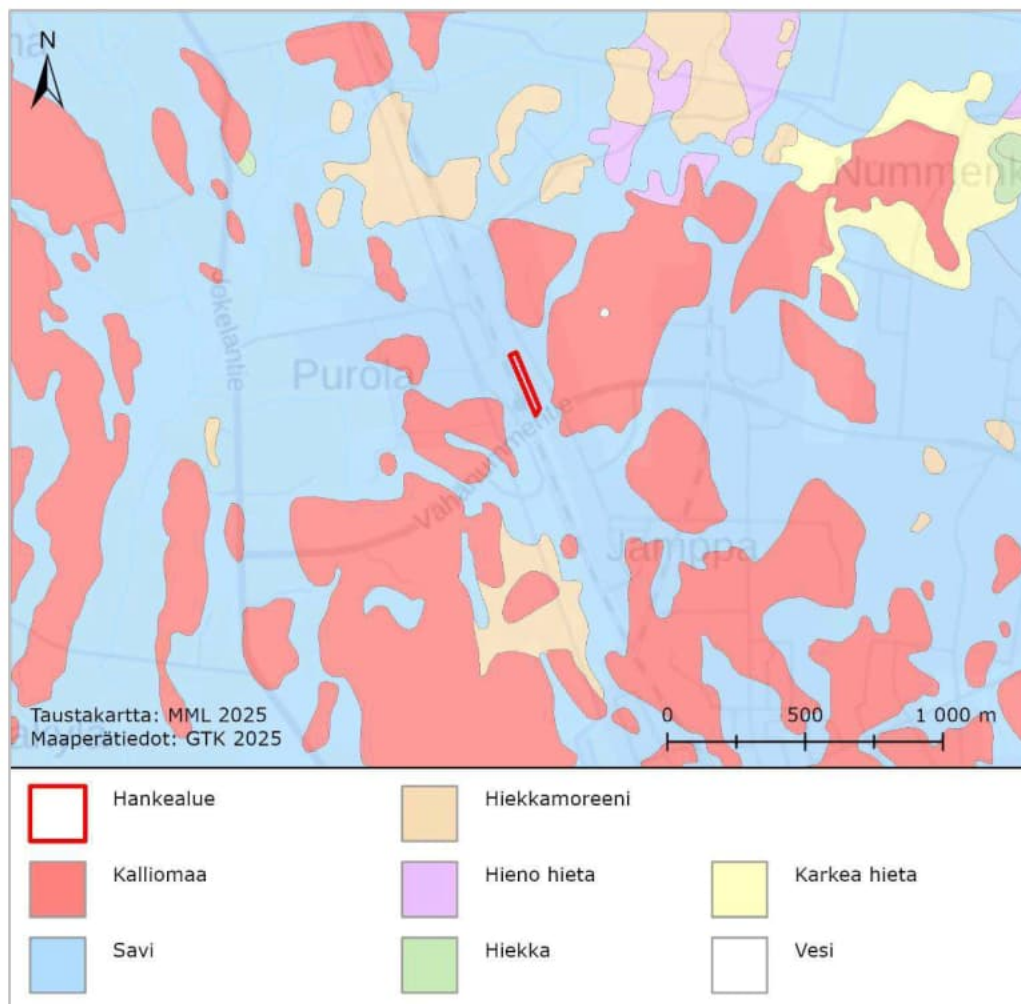 N
Nummenk
Jokelantie
Purola
Vähänummentie
Jamppa
Taustakartta: MML 2025
Maaperätiedot: GTK 2025
0 500 1 000 m
Hankealue
Hiekkamoreeni
Kalliomaa
Hieno hieta
Karkea hieta
Savi
Hiekka
Vesi